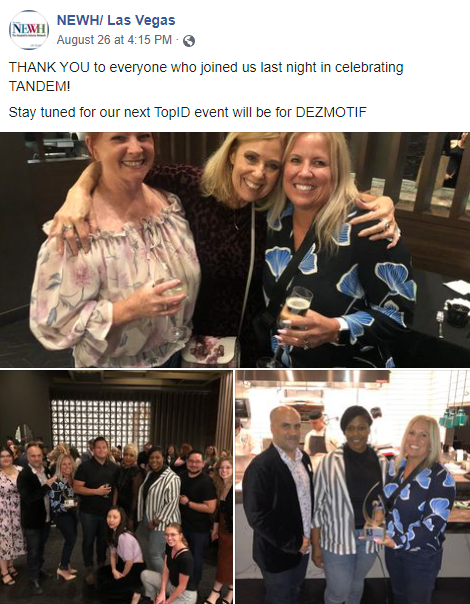 NEWH
NEWH/ Las Vegas
August 26 at 4:15 PM ·
THANK YOU to everyone who joined us last night in celebrating
TANDEM!
Stay tuned for our next TopID event will be for DEZMOTIF